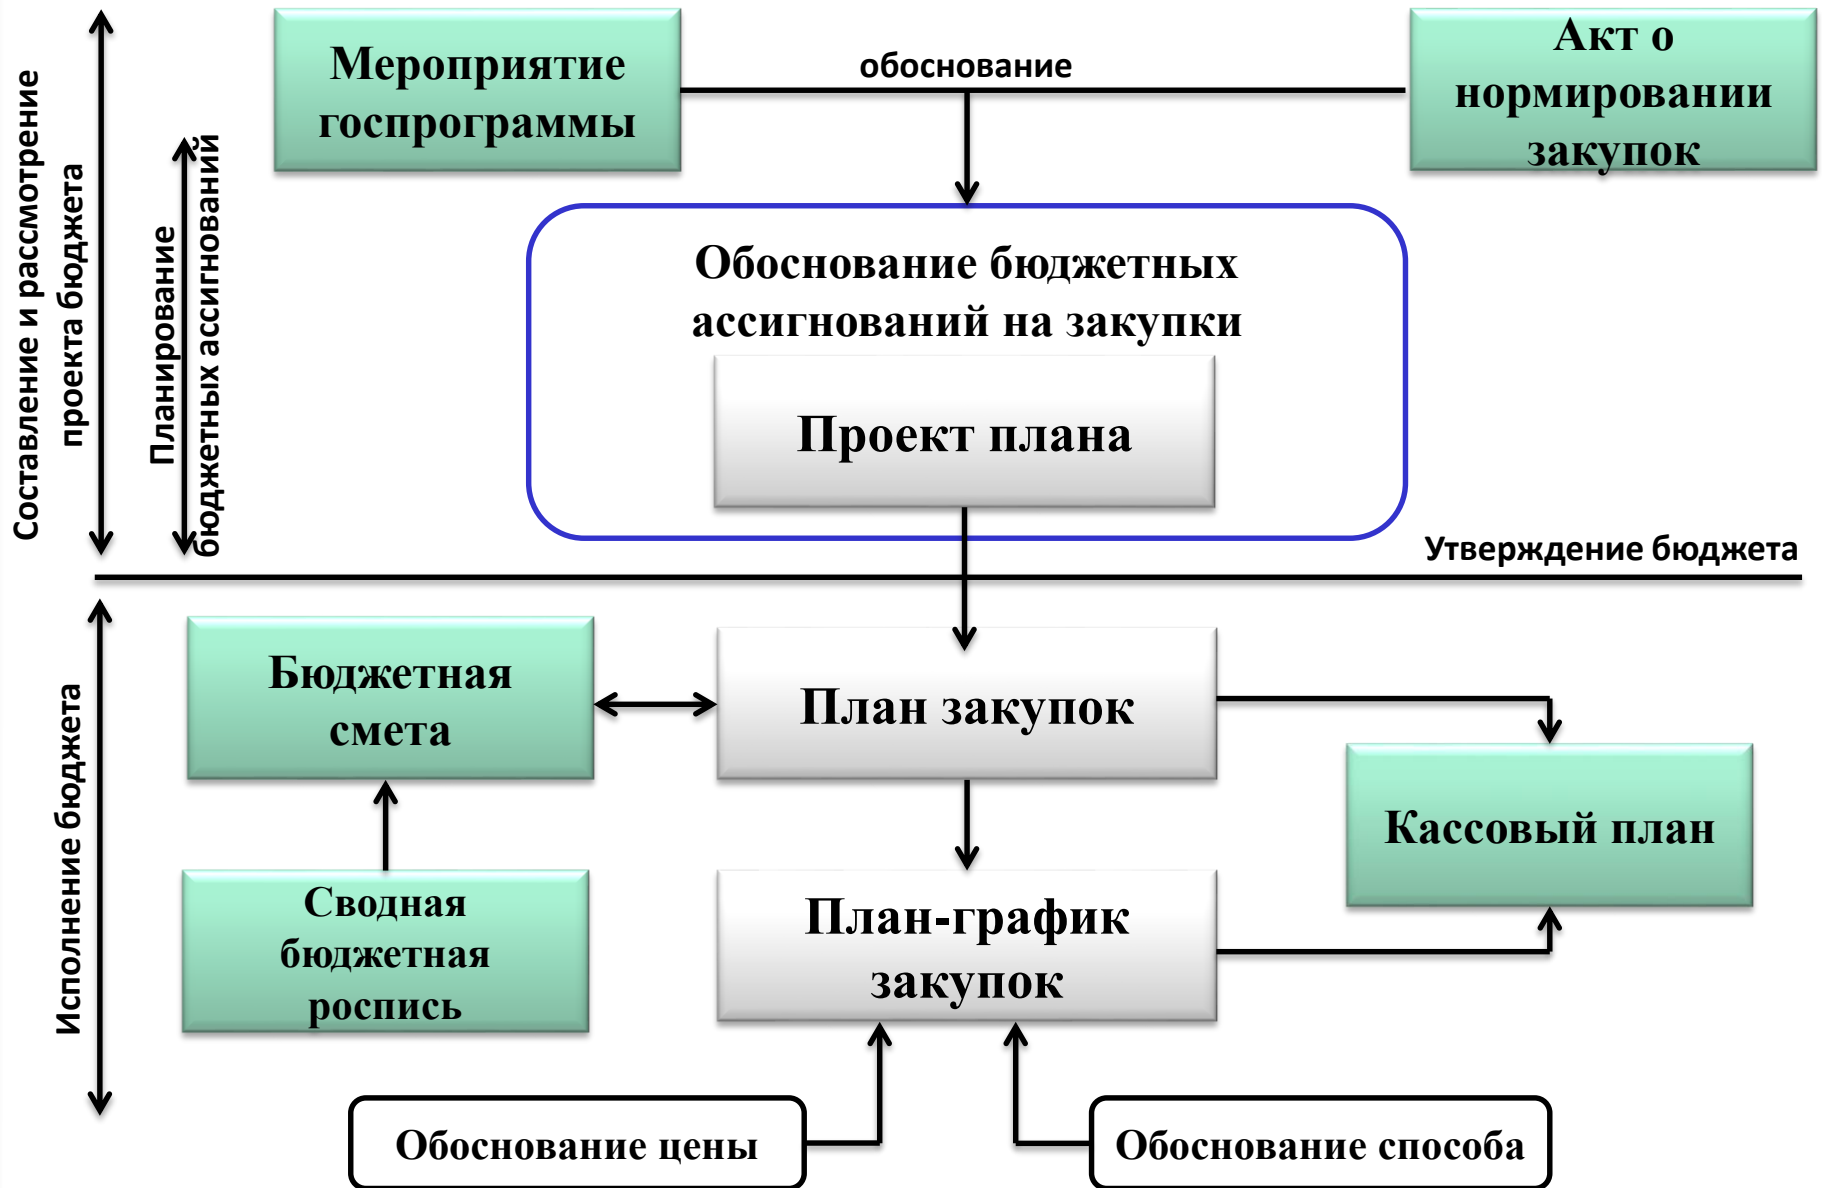 Составление и рассмотрение
проекта бюджета
Планирование
бюджетных ассигнований
Мероприятие
госпрограммы
обоснование
Акт о
нормировании
закупок
Обоснование бюджетных
ассигнований на закупки
Проект плана
Утверждение бюджета
Исполнение бюджета
Бюджетная
смета
План закупок
Кассовый план
Сводная
бюджетная
роспись
План-график
закупок
Обоснование цены
Обоснование способа